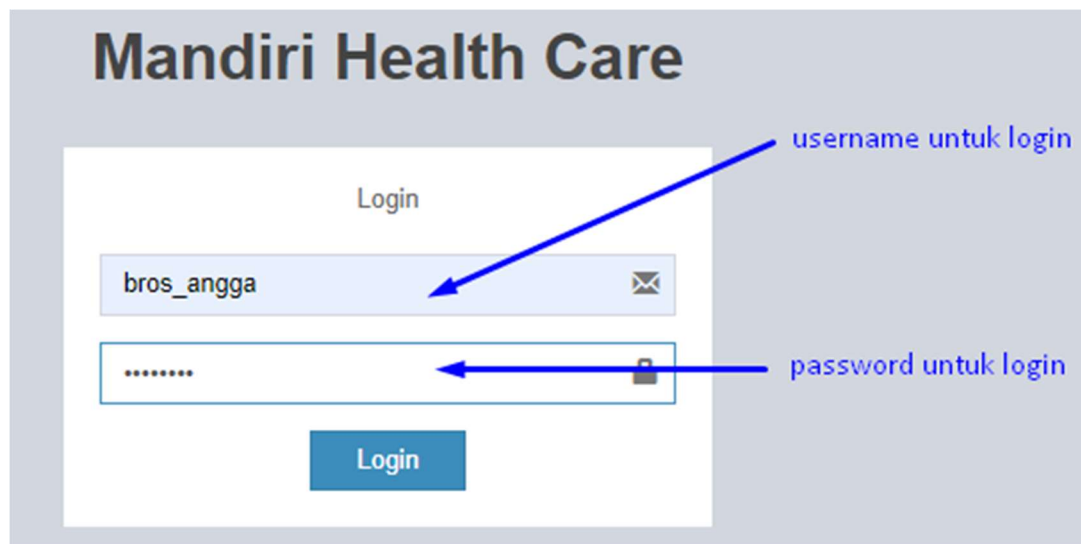 Mandiri Health Care
username untuk login
Login
bros_angga
••••••••
password untuk login
Login